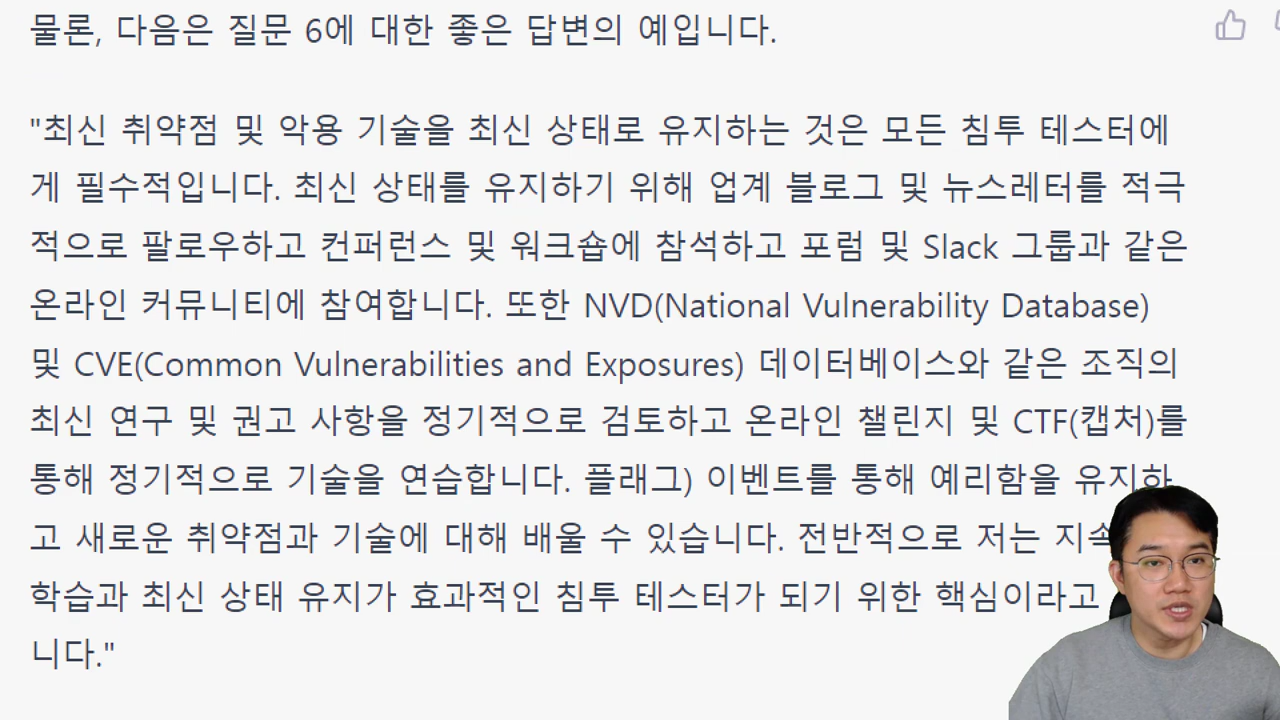 물론, 다음은 질문 6에 대한 좋은 답변의 예입니다.
"최신 취약점 및 악용 기술을 최신 상태로 유지하는 것은 모든 침투 테스터에
게 필수적입니다. 최신 상태를 유지하기 위해 업계 블로그 및 뉴스레터를 적극
적으로 팔로우하고 컨퍼런스 및 워크숍에 참석하고 포럼 및 Slack 그룹과 같은
온라인 커뮤니티에 참여합니다. 또한 NVD(National Vulnerability Database)
및 CVE(Common Vulnerabilities and Exposures) 데이터베이스와 같은 조직의
최신 연구 및 권고 사항을 정기적으로 검토하고 온라인 챌린지 및 CTF(캡처)를
통해 정기적으로 기술을 연습합니다. 플래그) 이벤트를 통해 예리함을 유지하
고 새로운 취약점과 기술에 대해 배울 수 있습니다. 전반적으로 저는
학습과 최신 상태 유지가 효과적인 침투 테스터가 되기 위한 핵심이라고
니다."